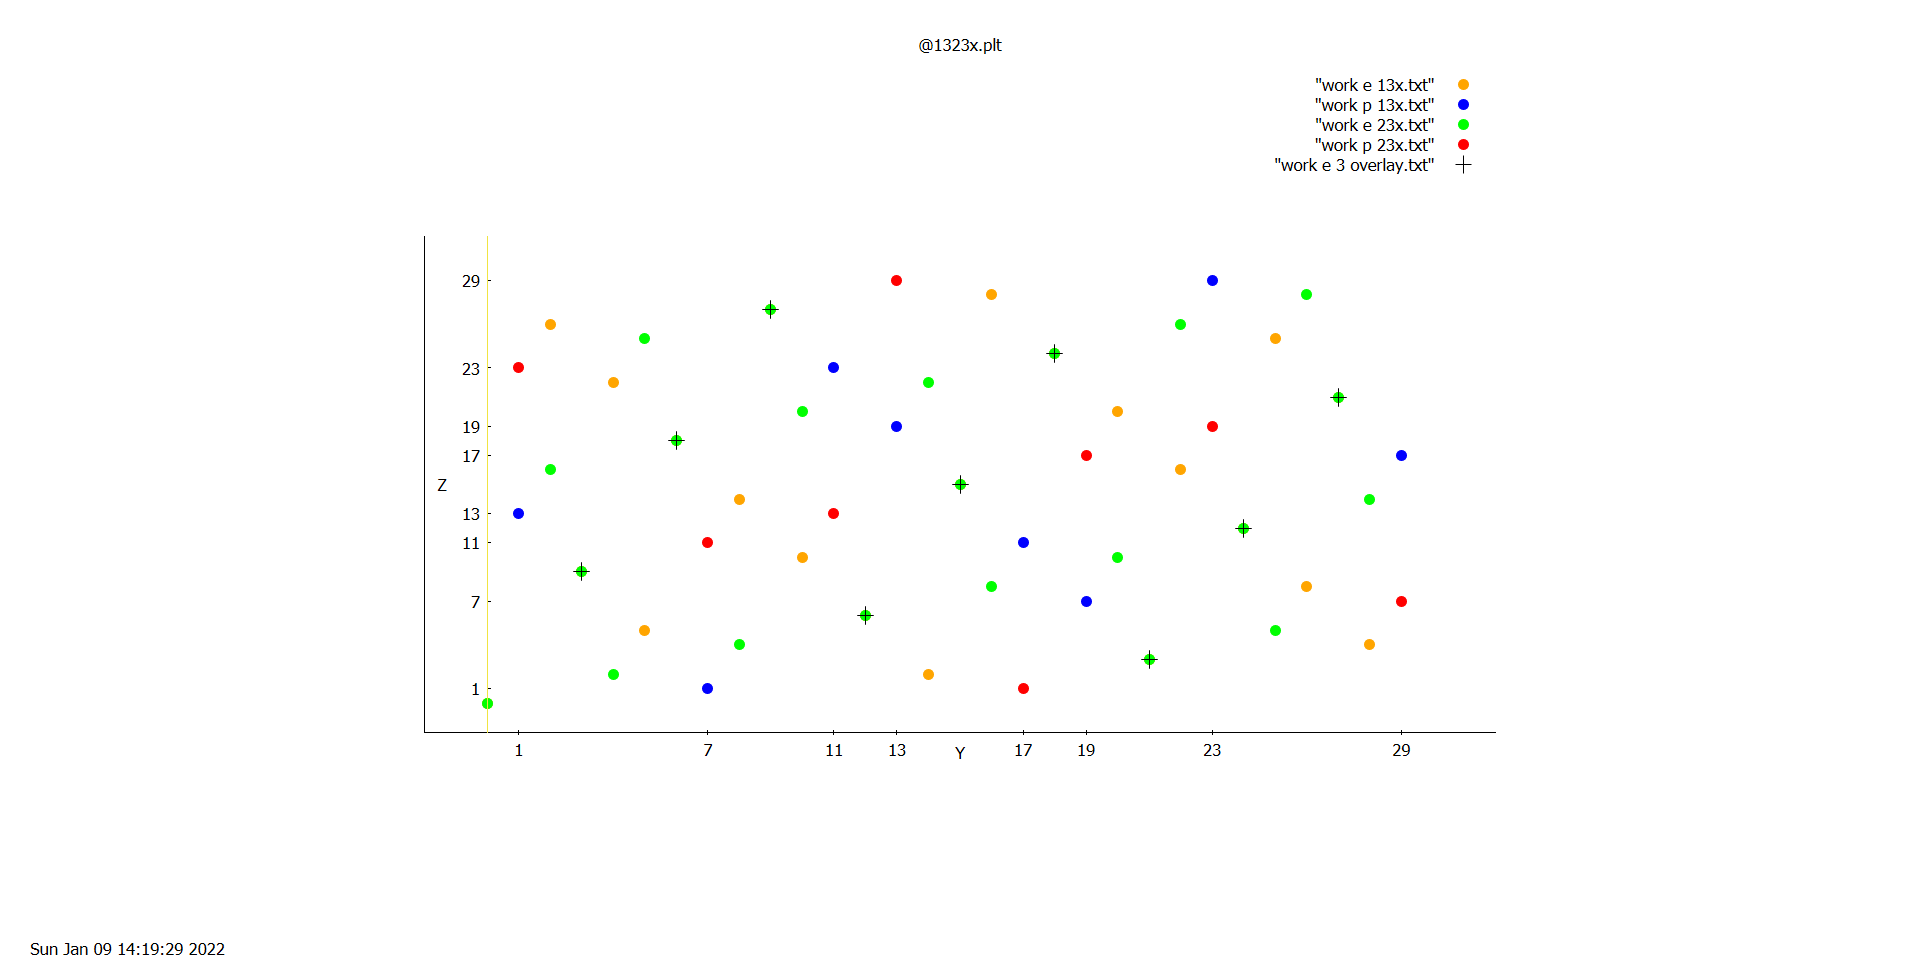 @1323x.plt
"work e 13x.txt"
"work p 13x.txt"
"work e 23x.txt"
"work p 23x.txt"
"work e 3 overlay.txt"
29
23
19
17
Z
13
11
7
1
1 7 11 13 Y 17 19 23 29
Sun Jan 09 14:19:29 2022